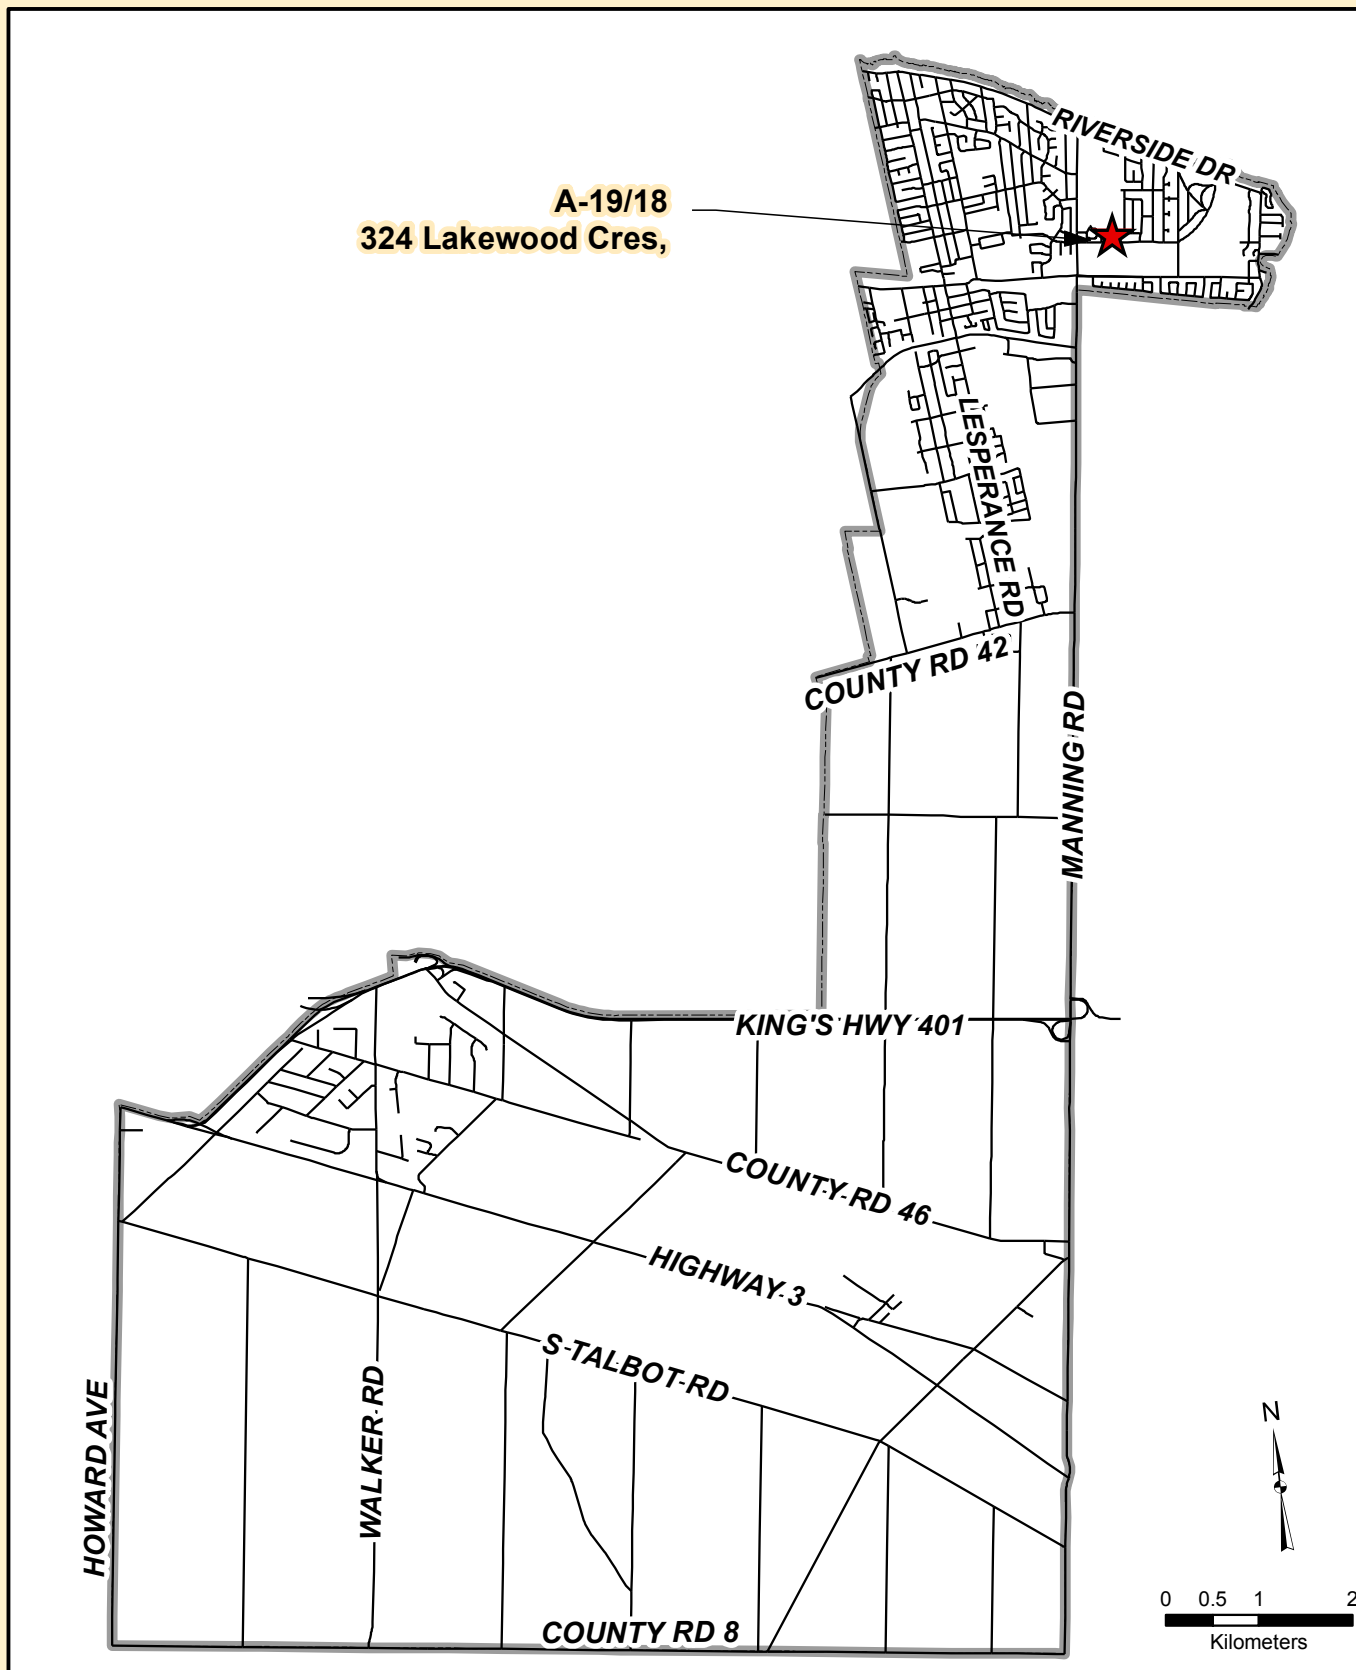 RIVERSIDE DR
A-19/18
324 Lakewood Cres,
LESPERANCE RD
COUNTY RD 42
MANNING RD
KING'S HWY 401
COUNTY RD 46
HIGHWAY 3
S TALBOT RD
HOWARD AVE
WALKER RD
COUNTY RD 8
N
0 0.5 1 2
Kilometers